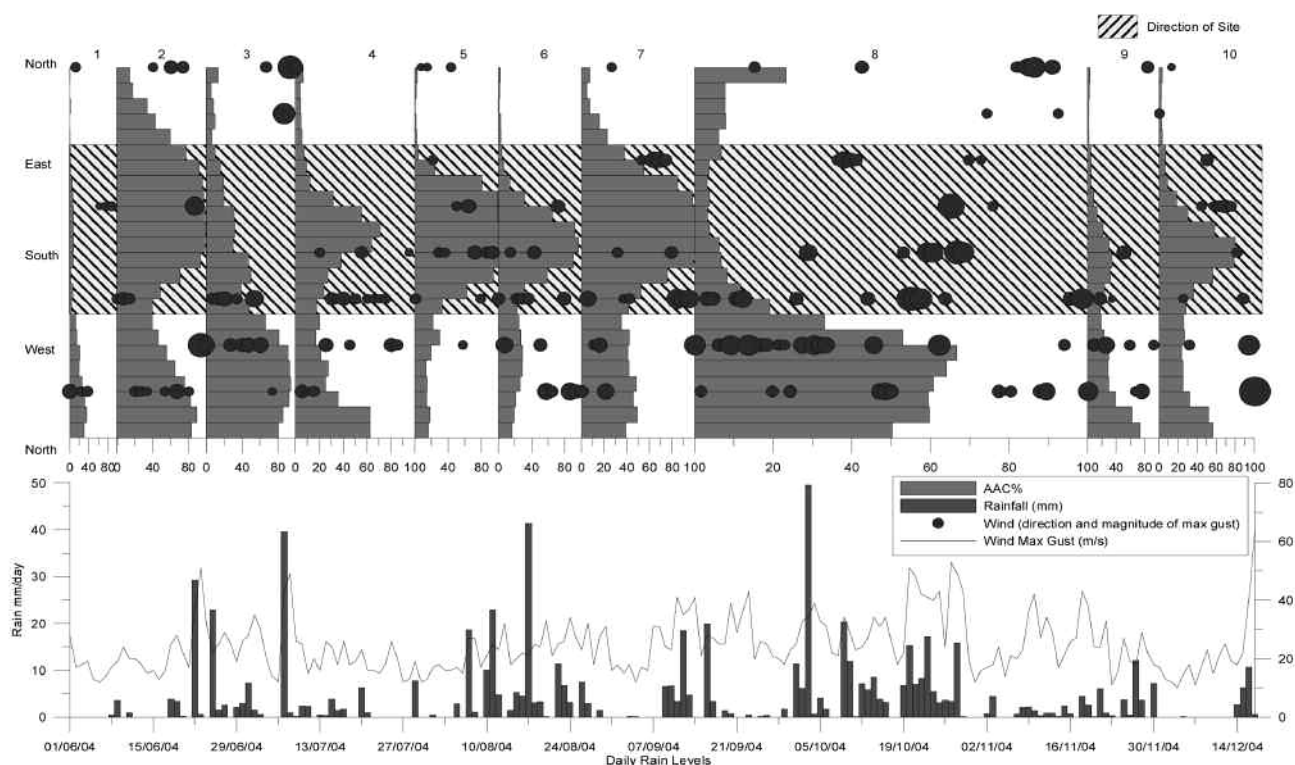 Direction of Site
1 2 3 4 5 6 7 8 9 10
North
East
South
West
North
0 40 80 0 40 80 0 40 80 0 20 40 60 80 100 40 80 0 40 80 0 40 80 100 20 40 60 80 100 40 80 0 20 40 60 80 100
AAC%
Rainfall (mm)
Wind (direction and magnitude of max gust)
Wind Max Gust (m/s)
Rain mm/day
50 80
40
60
30
40
20
20
10
0 0
01/06/04 15/06/04 29/06/04 13/07/04 27/07/04 10/08/04 24/08/04 07/09/04 21/09/04 05/10/04 19/10/04 02/11/04 16/11/04 30/11/04 14/12/04
Daily Rain Levels